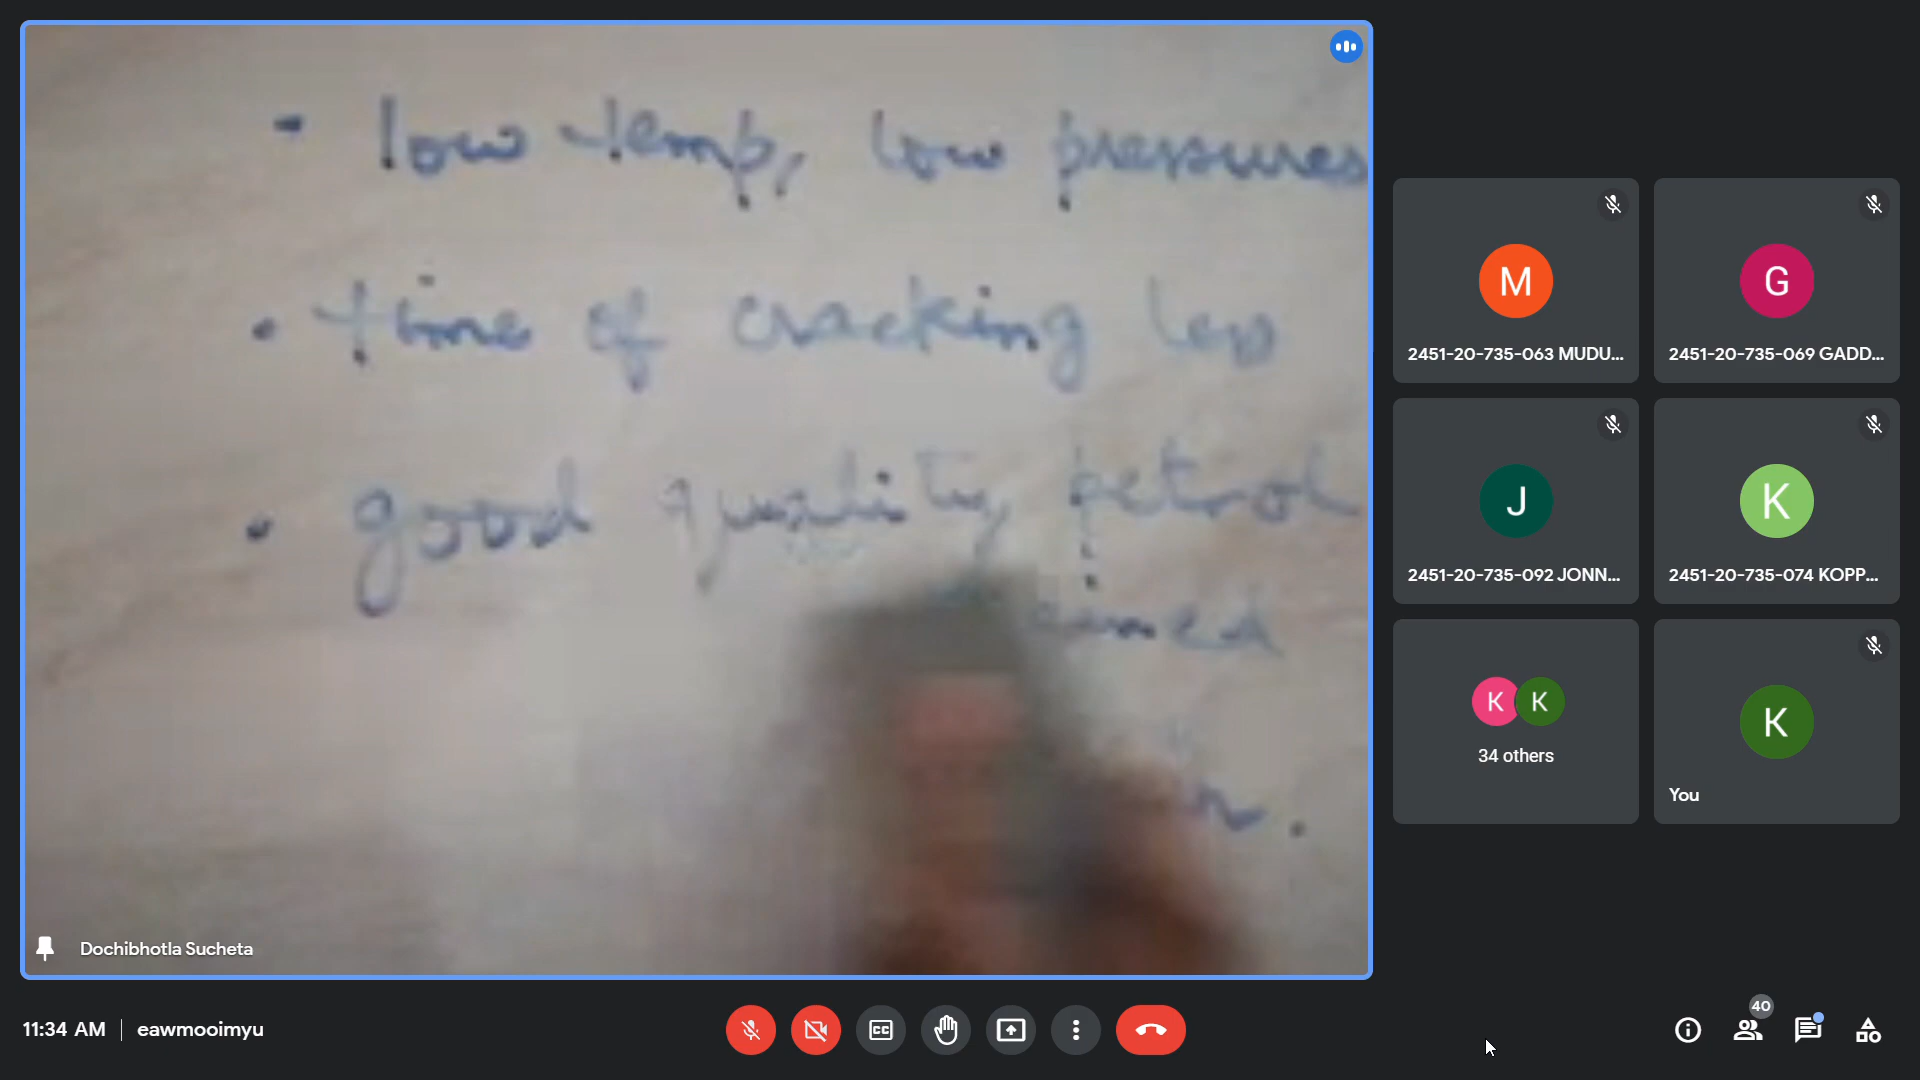 · low temp, low pressures
· time of cracking less
· good quality petrol
Dochibhotla Sucheta
2451-20-735-063 MUDU...
2451-20-735-069 GADD...
2451-20-735-092 JONN...
2451-20-735-074 KOPP...
34 others
You
M
G
J
K
K K
K
11:34 AM | eawmooimyu
CC
40